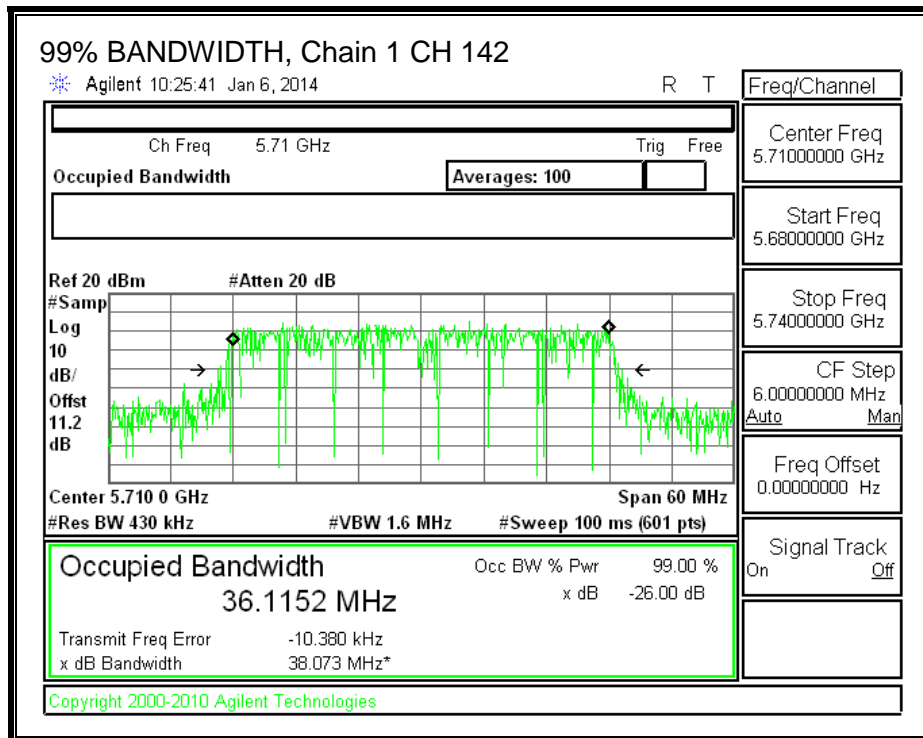 99% BANDWIDTH, Chain 1 CH 142
Agilent 10:25:41 Jan 6, 2014 R T
Freq/Channel
Ch Freq 5.71 GHz Trig Free
Occupied Bandwidth Averages: 100
Center Freq
5.71000000 GHz
Start Freq
5.68000000 GHz
Stop Freq
5.74000000 GHz
CF Step
6.00000000 MHz
Auto Man
Freq Offset
0.00000000 Hz
Signal Track
On Off
Ref 20 dBm #Atten 20 dB
#Samp
Log
10
dB/
Offst
11.2
dB
Center 5.710 0 GHz Span 60 MHz
#Res BW 430 kHz #VBW 1.6 MHz #Sweep 100 ms (601 pts)
Occupied Bandwidth Occ BW % Pwr 99.00 %
36.1152 MHz x dB -26.00 dB
Transmit Freq Error -10.380 kHz
x dB Bandwidth 38.073 MHz*
Copyright 2000-2010 Agilent Technologies